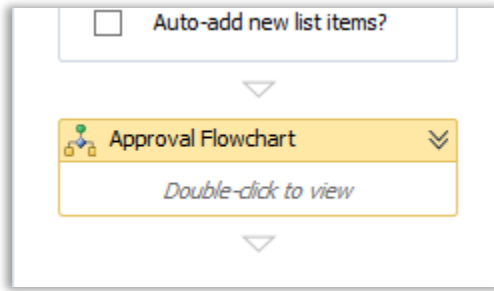 Auto-add new list items?
Approval Flowchart
Double-click to view